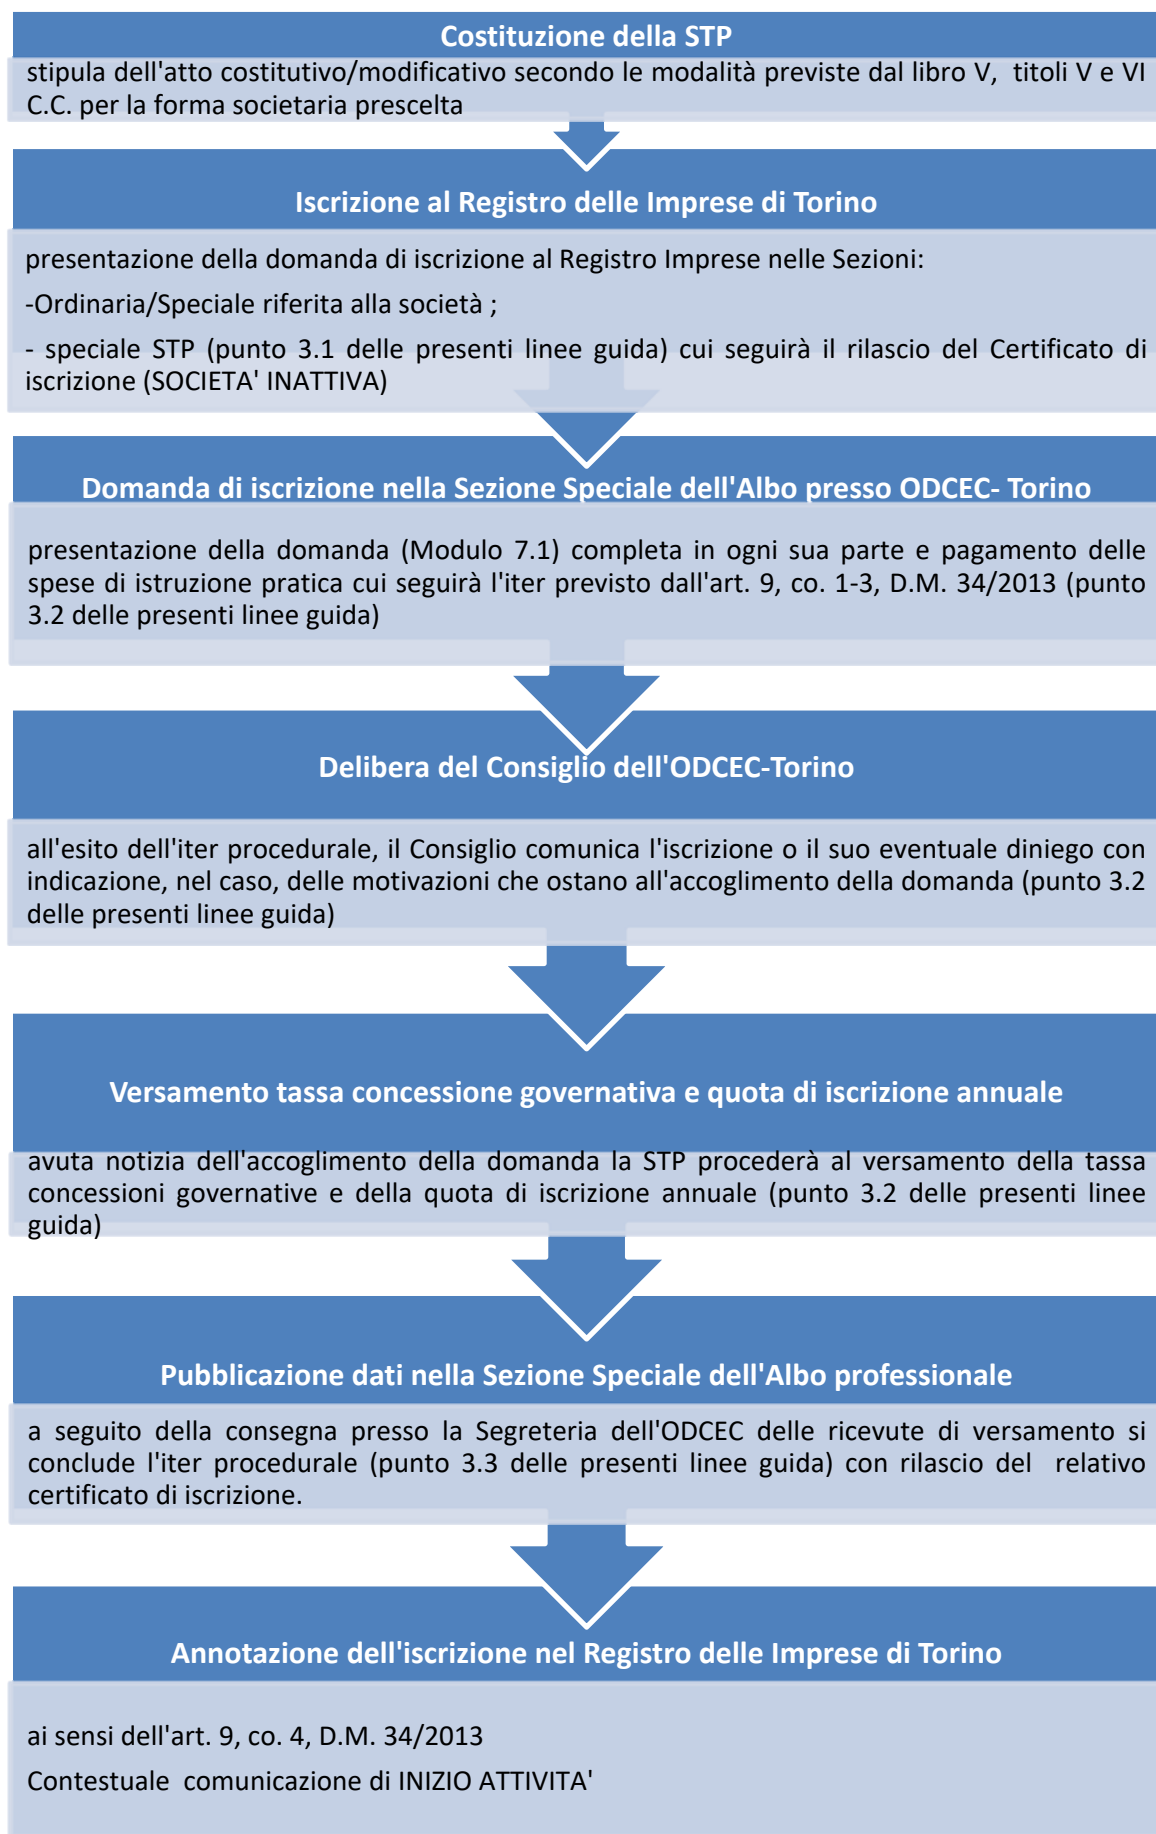 Costituzione della STP
stipula dell'atto costitutivo/modificativo secondo le modalità previste dal libro V, titoli V e VI
C.C. per la forma societaria prescelta
Iscrizione al Registro delle Imprese di Torino
presentazione della domanda di iscrizione al Registro Imprese nelle Sezioni:
-Ordinaria/Speciale riferita alla società ;
- speciale STP (punto 3.1 delle presenti linee guida) cui seguirà il rilascio del Certificato di
iscrizione (SOCIETA' INATTIVA)
Domanda di iscrizione nella Sezione Speciale dell'Albo presso ODCEC- Torino
presentazione della domanda (Modulo 7.1) completa in ogni sua parte e pagamento delle
spese di istruzione pratica cui seguirà l'iter previsto dall'art. 9, co. 1-3, D.M. 34/2013 (punto
3.2 delle presenti linee guida)
Delibera del Consiglio dell'ODCEC-Torino
all'esito dell'iter procedurale, il Consiglio comunica l'iscrizione o il suo eventuale diniego con
indicazione, nel caso, delle motivazioni che ostano all'accoglimento della domanda (punto 3.2
delle presenti linee guida)
Versamento tassa concessione governativa e quota di iscrizione annuale
avuta notizia dell'accoglimento della domanda la STP procederà al versamento della tassa
concessioni governative e della quota di iscrizione annuale (punto 3.2 delle presenti linee
guida)
Pubblicazione dati nella Sezione Speciale dell'Albo professionale
a seguito della consegna presso la Segreteria dell'ODCEC delle ricevute di versamento si
conclude l'iter procedurale (punto 3.3 delle presenti linee guida) con rilascio del relativo
certificato di iscrizione.
Annotazione dell'iscrizione nel Registro delle Imprese di Torino
ai sensi dell'art. 9, co. 4, D.M. 34/2013
Contestuale comunicazione di INIZIO ATTIVITA'